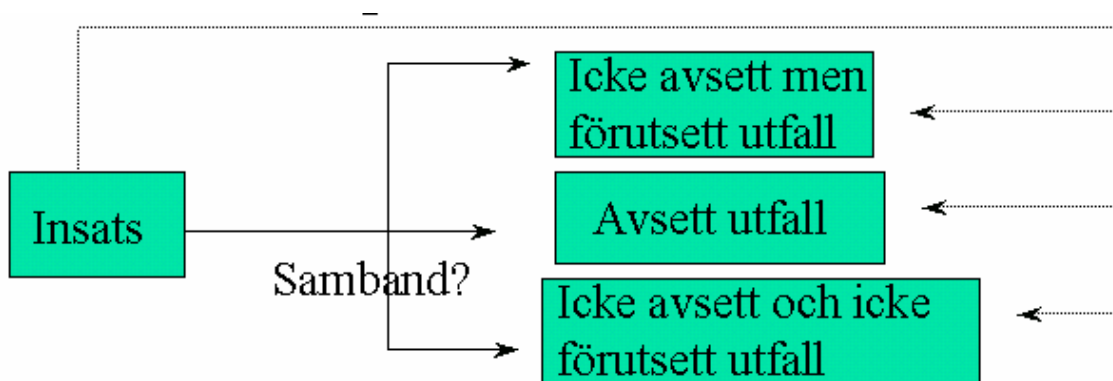 Icke avsett men
förutsett utfall
Insats
Avsett utfall
Samband?
Icke avsett och icke
förutsett utfall